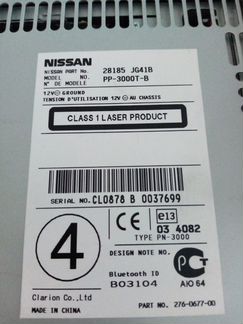 NISSAN
NISSAN PART No. 28185 JG41B
MODEL NO. PP-3000T-B
N° DE MODELE
12V⎓ GROUND
TENSION D'UTILISATION 12V⎓ AU CHASSIS
CLASS 1 LASER PRODUCT
SERIAL NO. CL0878 B 0037699
4
CE e13
03 4082
TYPE PN-3000
DESIGN NOTE NO.
Bluetooth ID
B03104
АЮ 64
Clarion Co.,Ltd
MADE IN CHINA
PART NO. 276-0677-00